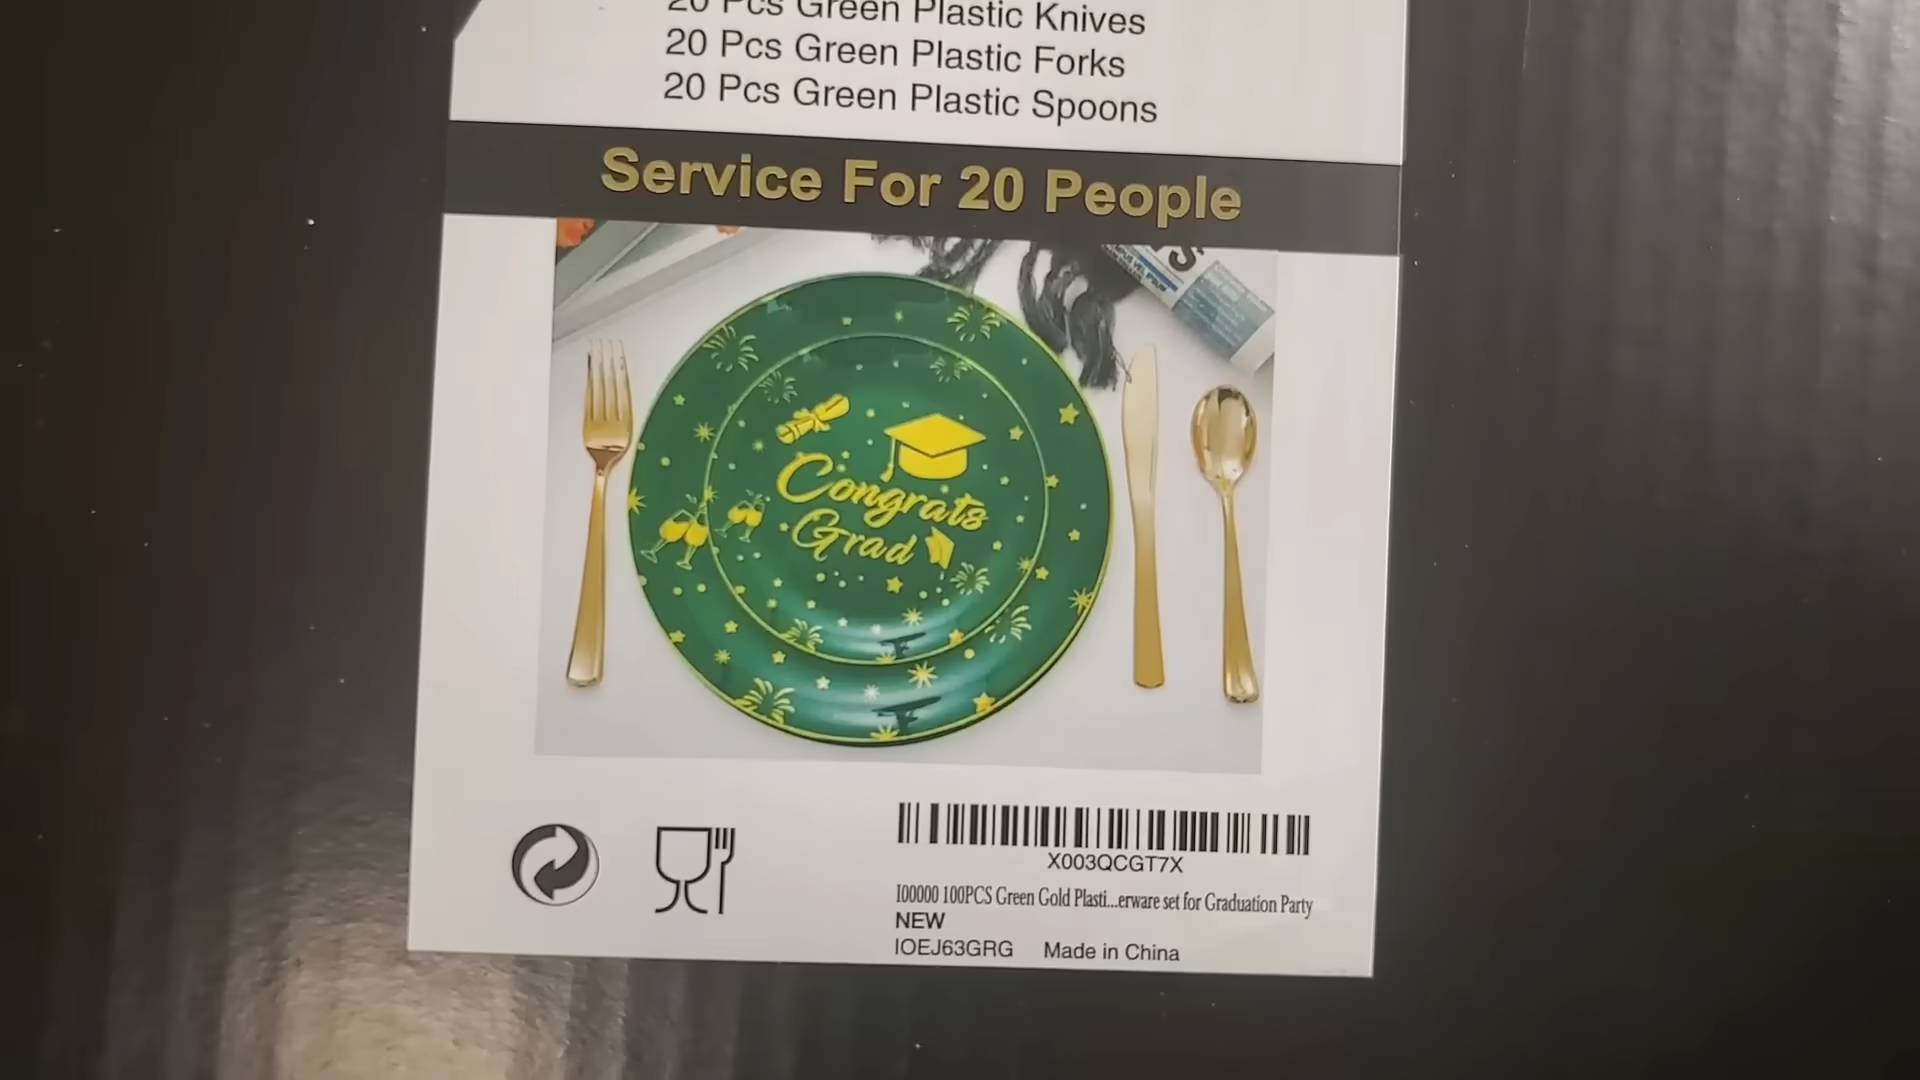 20 Pcs Green Plastic Knives
20 Pcs Green Plastic Forks
20 Pcs Green Plastic Spoons
Service For 20 People
Congrats
Grad
X003QCGT7X
I00000 100PCS Green Gold Plasti...erware set for Graduation Party
NEW
IOEJ63GRG Made in China